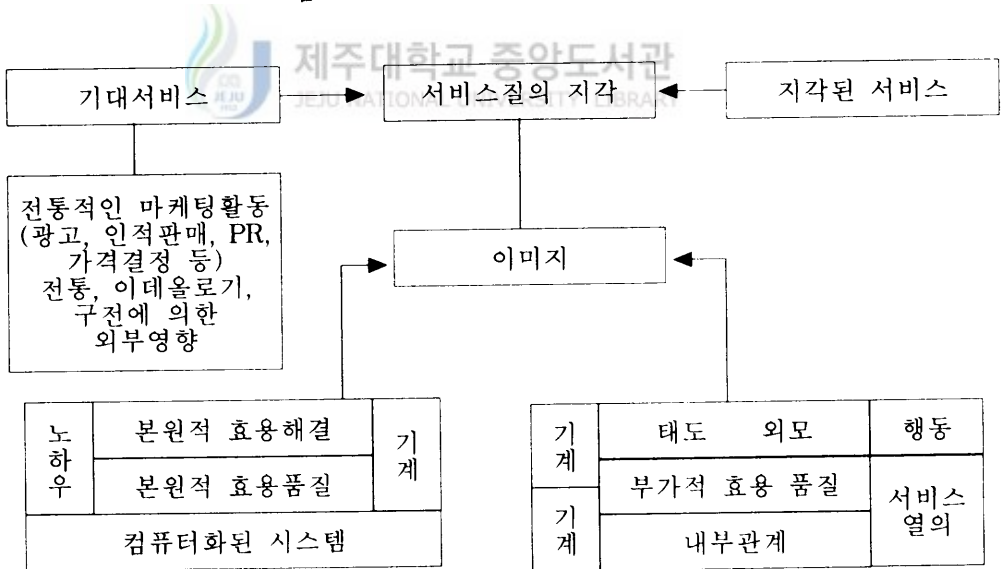 제주대학교 중앙도서관
JEJU NATIONAL UNIVERSITY LIBRARY
기대서비스
서비스질의 지각
지각된 서비스
전통적인 마케팅활동
(광고, 인적판매, PR,
가격결정 등)
전통, 이데올로기,
구전에 의한
외부영향
이미지
노하우
본원적 효용해결
본원적 효용품질
기계
컴퓨터화된 시스템
기계
태도 외모
행동
부가적 효용 품질
기계
내부관계
서비스
열의